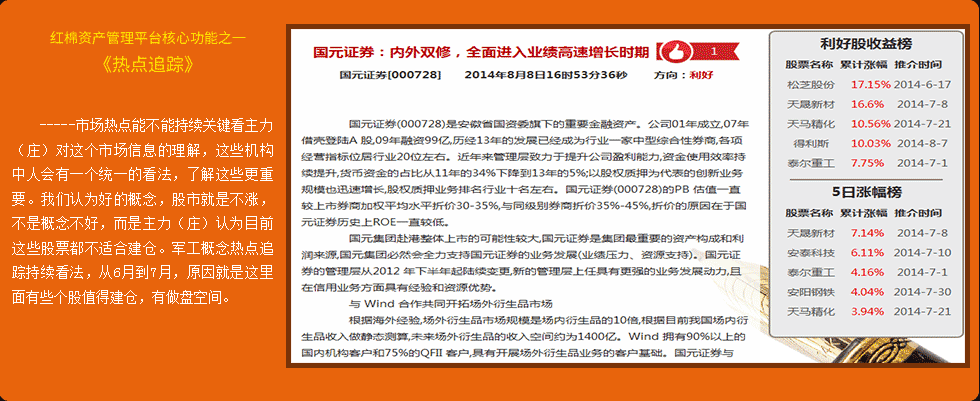 红棉资产管理平台核心功能之一
《热点追踪》
-----市场热点能不能持续关键看主力
（庄）对这个市场信息的理解，这些机构
中人会有一个统一的看法，了解这些更重
要。我们认为好的概念，股市就是不涨，
不是概念不好，而是主力（庄）认为目前
这些股票都不适合建仓。军工概念热点追
踪持续看法，从6月到7月，原因就是这里
面有些个股值得建仓，有做盘空间。
国元证券：内外双修，全面进入业绩高速增长时期 1
国元证券[000728] 2014年8月8日16时53分36秒 方向：利好
国元证券(000728)是安徽省国资委旗下的重要金融资产。公司01年成立,07年
借壳登陆A 股,09年融资99亿,历经13年的发展已经成为行业一家中型综合性券商,各项
经营指标位居行业20位左右。近年来管理层致力于提升公司盈利能力,资金使用效率持
续提升,货币资金的占比从11年的34%下降到13年的5%;以股权质押为代表的创新业务
规模也迅速增长,股权质押业务排名行业十名左右。国元证券(000728)的PB 估值一直
较上市券商加权平均水平折价30-35%,与同级别券商折价35%-45%,折价的原因在于国
元证券历史上ROE一直较低。
国元集团赴港整体上市的可能性较大,国元证券是集团最重要的资产构成和利
润来源,国元集团必然会全力支持国元证券的业务发展(业绩压力、资源支持)。国元证
券的管理层从2012 年下半年起陆续变更,新的管理层上任具有更强的业务发展动力,且
在信用业务方面具有经验和资源优势。
与 Wind 合作共同开拓场外衍生品市场
根据海外经验,场外衍生品市场规模是场内衍生品的10倍,根据目前我国场内衍
生品收入做静态测算,未来场外衍生品的收入空间约为1400亿。Wind 拥有90%以上的
国内机构客户和75%的QFII 客户,具有开展场外衍生品业务的客户基础。国元证券与
利好股收益榜
股票名称 累计涨幅 推介时间
松芝股份 17.15% 2014-6-17
天晟新材 16.6% 2014-7-8
天马精化 10.56% 2014-7-21
得利斯 10.03% 2014-8-7
泰尔重工 7.75% 2014-7-1
5日涨幅榜
股票名称 累计涨幅 推介时间
天晟新材 7.14% 2014-7-8
安泰科技 6.11% 2014-7-10
泰尔重工 4.16% 2014-7-1
安阳钢铁 4.04% 2014-7-30
天马精化 3.94% 2014-7-21